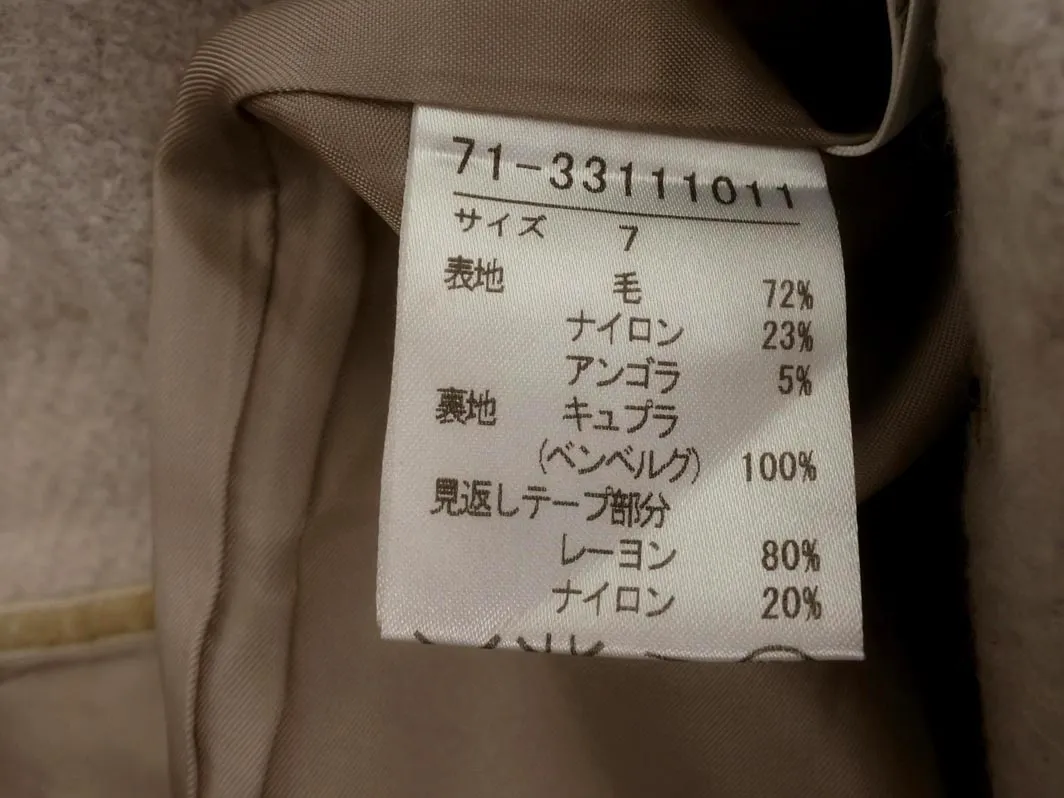 71-33111011
サイズ 7
表地 毛 72%
ナイロン 23%
アンゴラ 5%
裏地 キュプラ
(ベンベルグ) 100%
見返しテープ部分
レーヨン 80%
ナイロン 20%